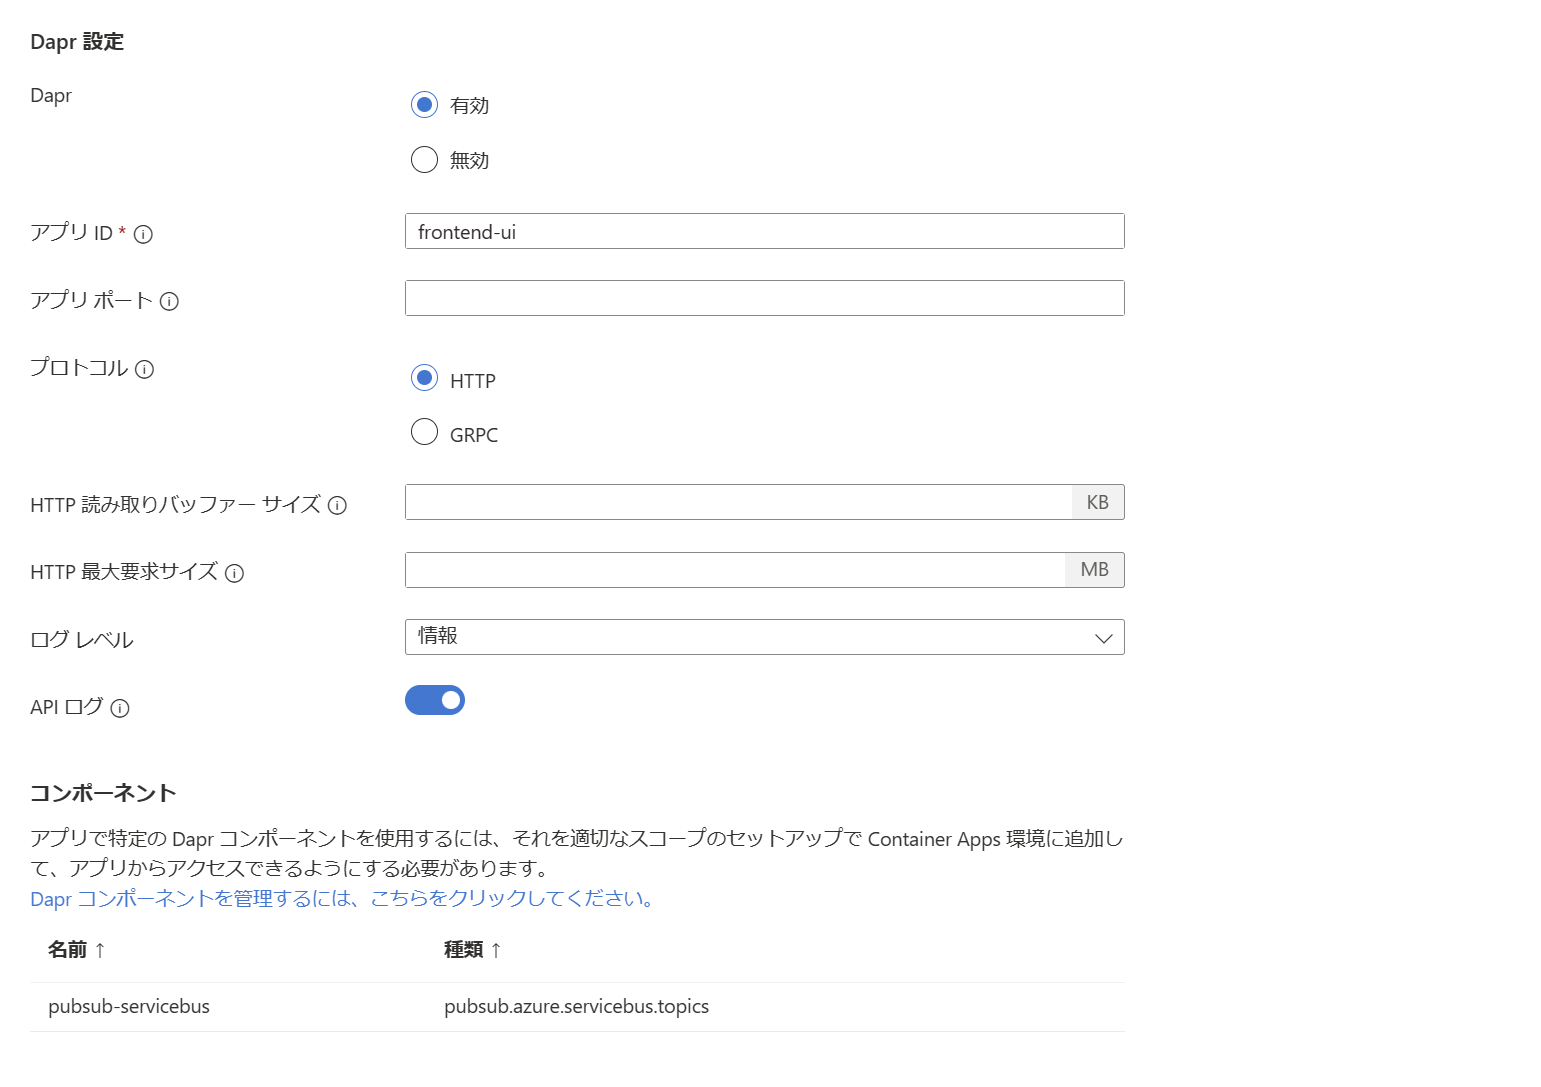 Dapr 設定
Dapr
有効
無効
アプリ ID *
frontend-ui
アプリ ポート
プロトコル
HTTP
GRPC
HTTP 読み取りバッファー サイズ
KB
HTTP 最大要求サイズ
MB
ログ レベル
情報
API ログ
コンポーネント
アプリで特定の Dapr コンポーネントを使用するには、それを適切なスコープのセットアップで Container Apps 環境に追加し
て、アプリからアクセスできるようにする必要があります。
Dapr コンポーネントを管理するには、こちらをクリックしてください。
名前 ↑ 種類 ↑
pubsub-servicebus pubsub.azure.servicebus.topics